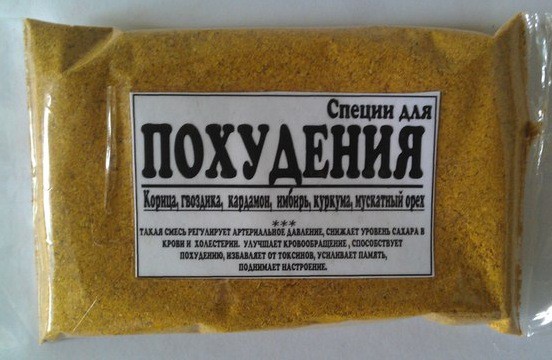 Специи для
ПОХУДЕНИЯ
Корица, гвоздика, кардамон, имбирь, куркума, мускатный орех
***
ТАКАЯ СМЕСЬ РЕГУЛИРУЕТ АРТЕРИАЛЬНОЕ ДАВЛЕНИЕ, СНИЖАЕТ УРОВЕНЬ САХАРА В
КРОВИ И ХОЛЕСТЕРИН. УЛУЧШАЕТ КРОВООБРАЩЕНИЕ , СПОСОБСТВУЕТ
ПОХУДЕНИЮ, ИЗБАВЛЯЕТ ОТ ТОКСИНОВ, УСИЛИВАЕТ ПАМЯТЬ,
ПОДНИМАЕТ НАСТРОЕНИЕ.